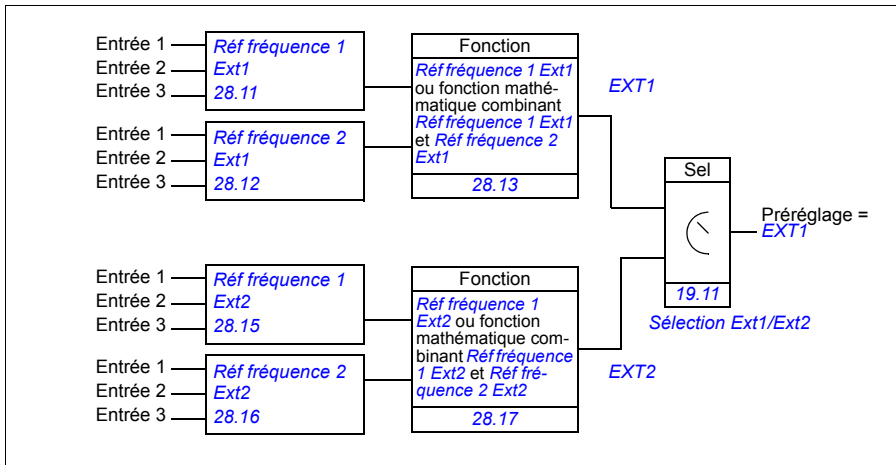 Entrée 1
Entrée 2
Entrée 3
Réf fréquence 1
Ext1
28.11
Entrée 1
Entrée 2
Entrée 3
Réf fréquence 2
Ext1
28.12
Fonction
Réf fréquence 1 Ext1
ou fonction mathé-
matique combinant
Réf fréquence 1 Ext1
et Réf fréquence 2
Ext1
28.13
EXT1
Sel
19.11
Sélection Ext1/Ext2
Préréglage =
EXT1
Entrée 1
Entrée 2
Entrée 3
Réf fréquence 1
Ext2
28.15
Entrée 1
Entrée 2
Entrée 3
Réf fréquence 2
Ext2
28.16
Fonction
Réf fréquence 1
Ext2 ou fonction
mathématique com-
binant Réf fréquence
1 Ext2 et Réf fré-
quence 2 Ext2
28.17
EXT2